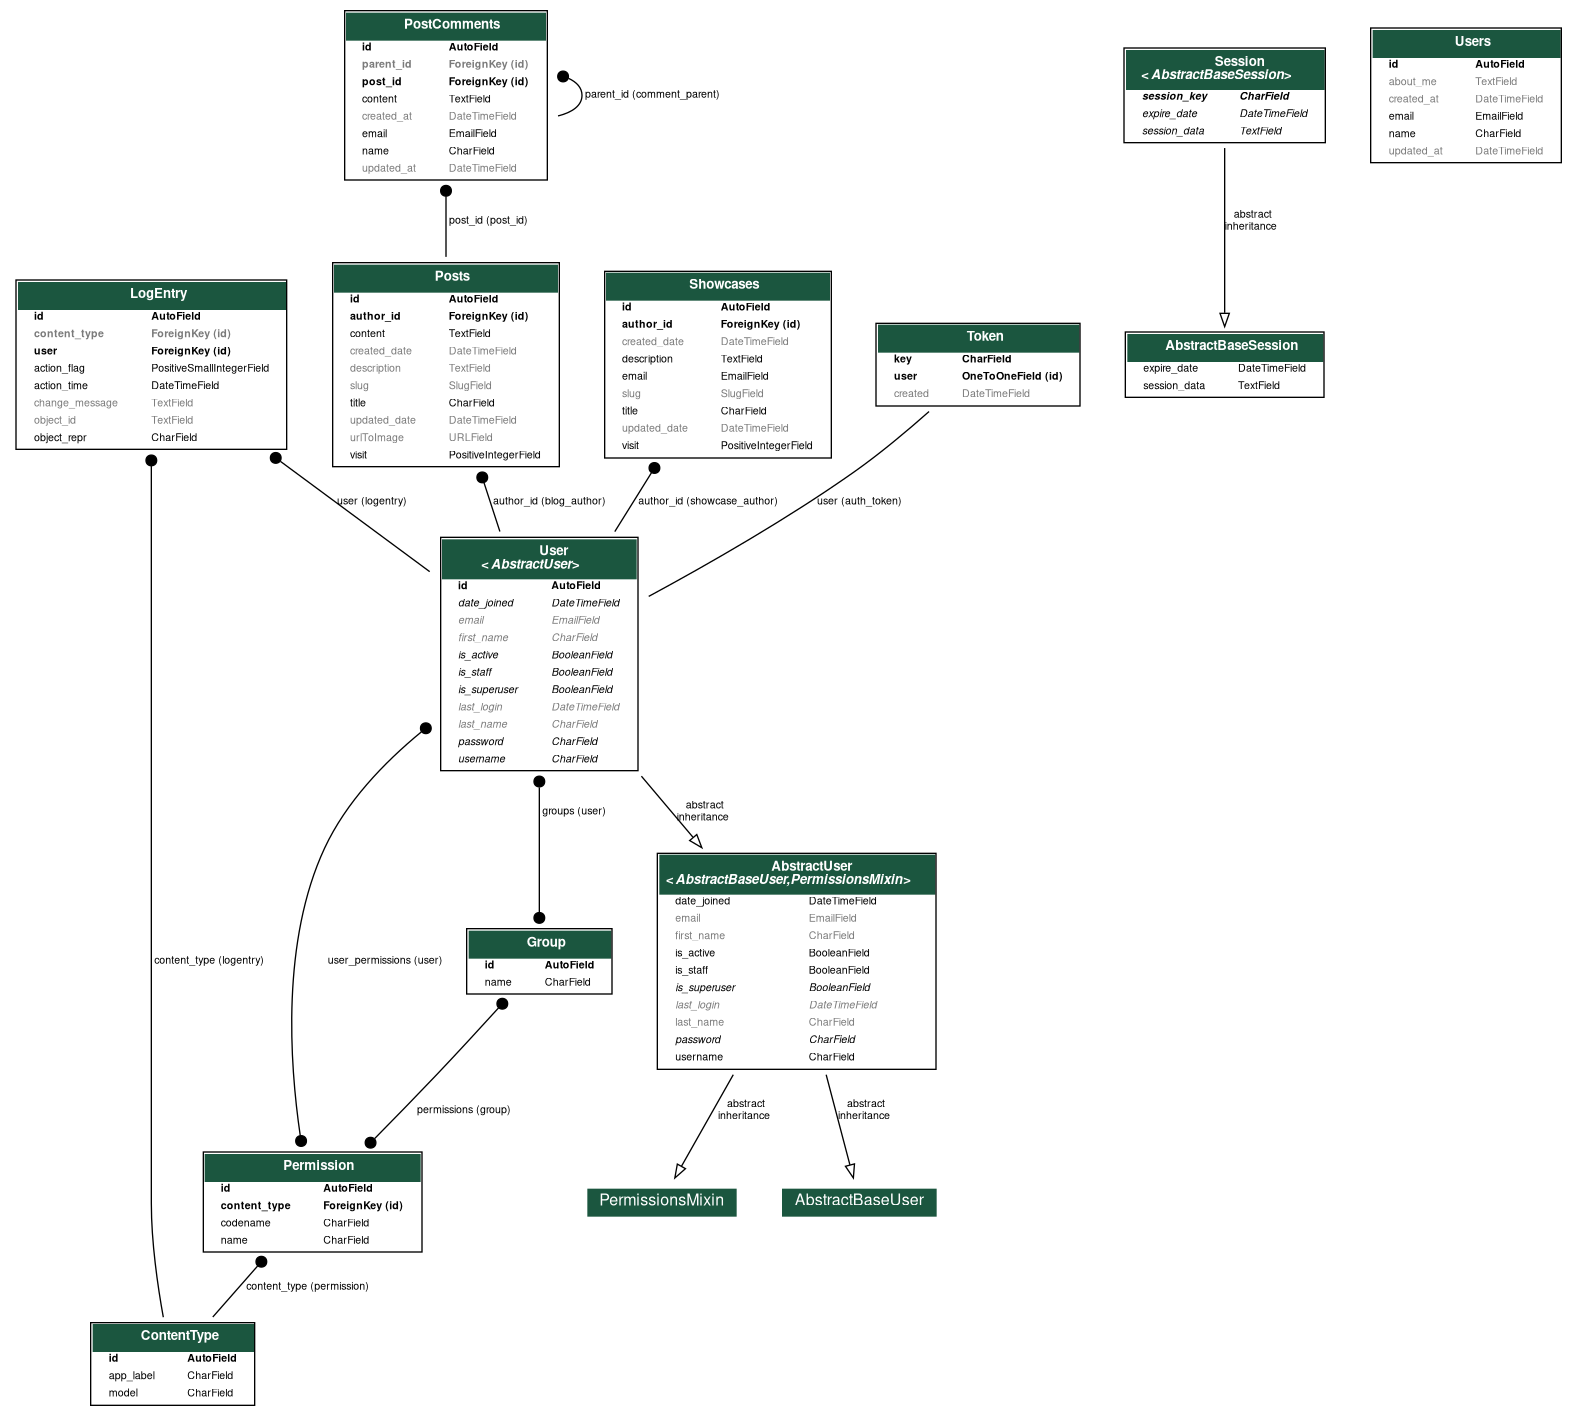 PostComments
id AutoField
parent_id ForeignKey (id)
post_id ForeignKey (id)
content TextField
created_at DateTimeField
email EmailField
name CharField
updated_at DateTimeField
parent_id (comment_parent)
Session
< AbstractBaseSession>
session_key CharField
expire_date DateTimeField
session_data TextField
Users
id AutoField
about_me TextField
created_at DateTimeField
email EmailField
name CharField
updated_at DateTimeField
post_id (post_id)
abstract
inheritance
LogEntry
id AutoField
content_type ForeignKey (id)
user ForeignKey (id)
action_flag PositiveSmallIntegerField
action_time DateTimeField
change_message TextField
object_id TextField
object_repr CharField
Posts
id AutoField
author_id ForeignKey (id)
content TextField
created_date DateTimeField
description TextField
slug SlugField
title CharField
updated_date DateTimeField
urlToImage URLField
visit PositiveIntegerField
Showcases
id AutoField
author_id ForeignKey (id)
created_date DateTimeField
description TextField
email EmailField
slug SlugField
title CharField
updated_date DateTimeField
visit PositiveIntegerField
Token
key CharField
user OneToOneField (id)
created DateTimeField
AbstractBaseSession
expire_date DateTimeField
session_data TextField
user (logentry)
author_id (blog_author)
author_id (showcase_author)
user (auth_token)
User
< AbstractUser>
id AutoField
date_joined DateTimeField
email EmailField
first_name CharField
is_active BooleanField
is_staff BooleanField
is_superuser BooleanField
last_login DateTimeField
last_name CharField
password CharField
username CharField
groups (user)
abstract
inheritance
AbstractUser
< AbstractBaseUser,PermissionsMixin>
date_joined DateTimeField
email EmailField
first_name CharField
is_active BooleanField
is_staff BooleanField
is_superuser BooleanField
last_login DateTimeField
last_name CharField
password CharField
username CharField
content_type (logentry)
user_permissions (user)
Group
id AutoField
name CharField
permissions (group)
abstract
inheritance
abstract
inheritance
Permission
id AutoField
content_type ForeignKey (id)
codename CharField
name CharField
PermissionsMixin
AbstractBaseUser
content_type (permission)
ContentType
id AutoField
app_label CharField
model CharField